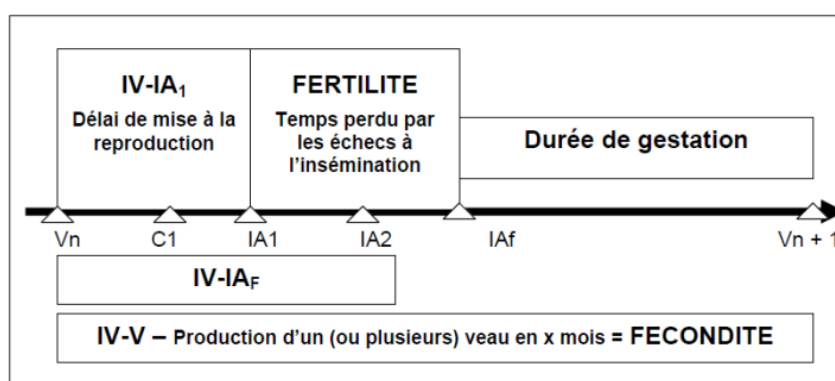 IV-IA₁
Délai de mise à la
reproduction
FERTILITE
Temps perdu par
les échecs à
l'insémination
Durée de gestation
Vn C1 IA1 IA2 IAf Vn + 1
IV-IA_F
IV-V – Production d'un (ou plusieurs) veau en x mois = FECONDITE